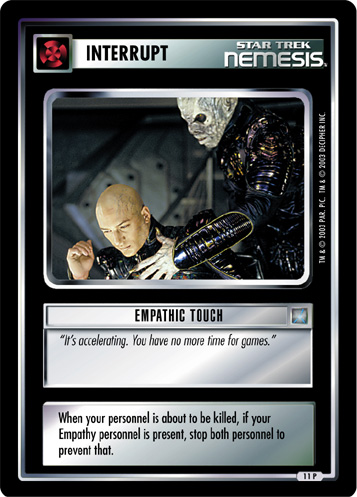 INTERRUPT
STAR TREK
NEMESIS™
™ & © 2003 PAR. PIC. TM & © 2003 DECIPHER INC.
EMPATHIC TOUCH
"It's accelerating. You have no more time for games."
When your personnel is about to be killed, if your
Empathy personnel is present, stop both personnel to
prevent that.
11 P